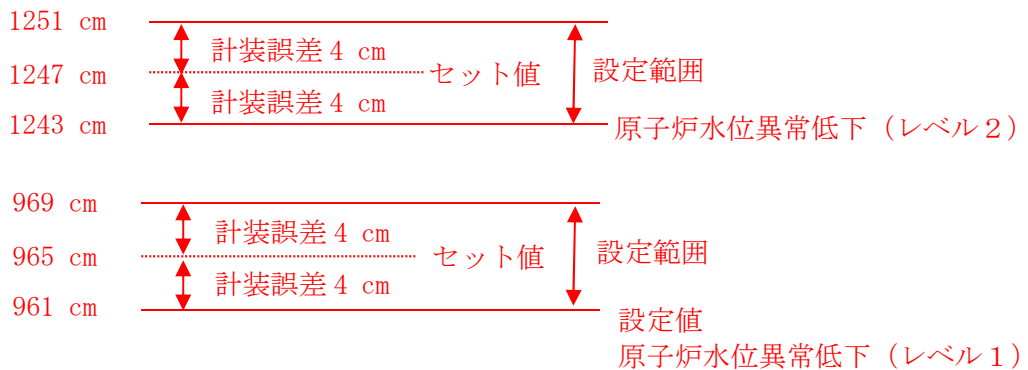 1251 cm
計装誤差4 cm
1247 cm
セット値
設定範囲
計装誤差4 cm
1243 cm
原子炉水位異常低下（レベル２）
969 cm
計装誤差4 cm
965 cm
セット値
設定範囲
計装誤差4 cm
961 cm
設定値
原子炉水位異常低下（レベル１）